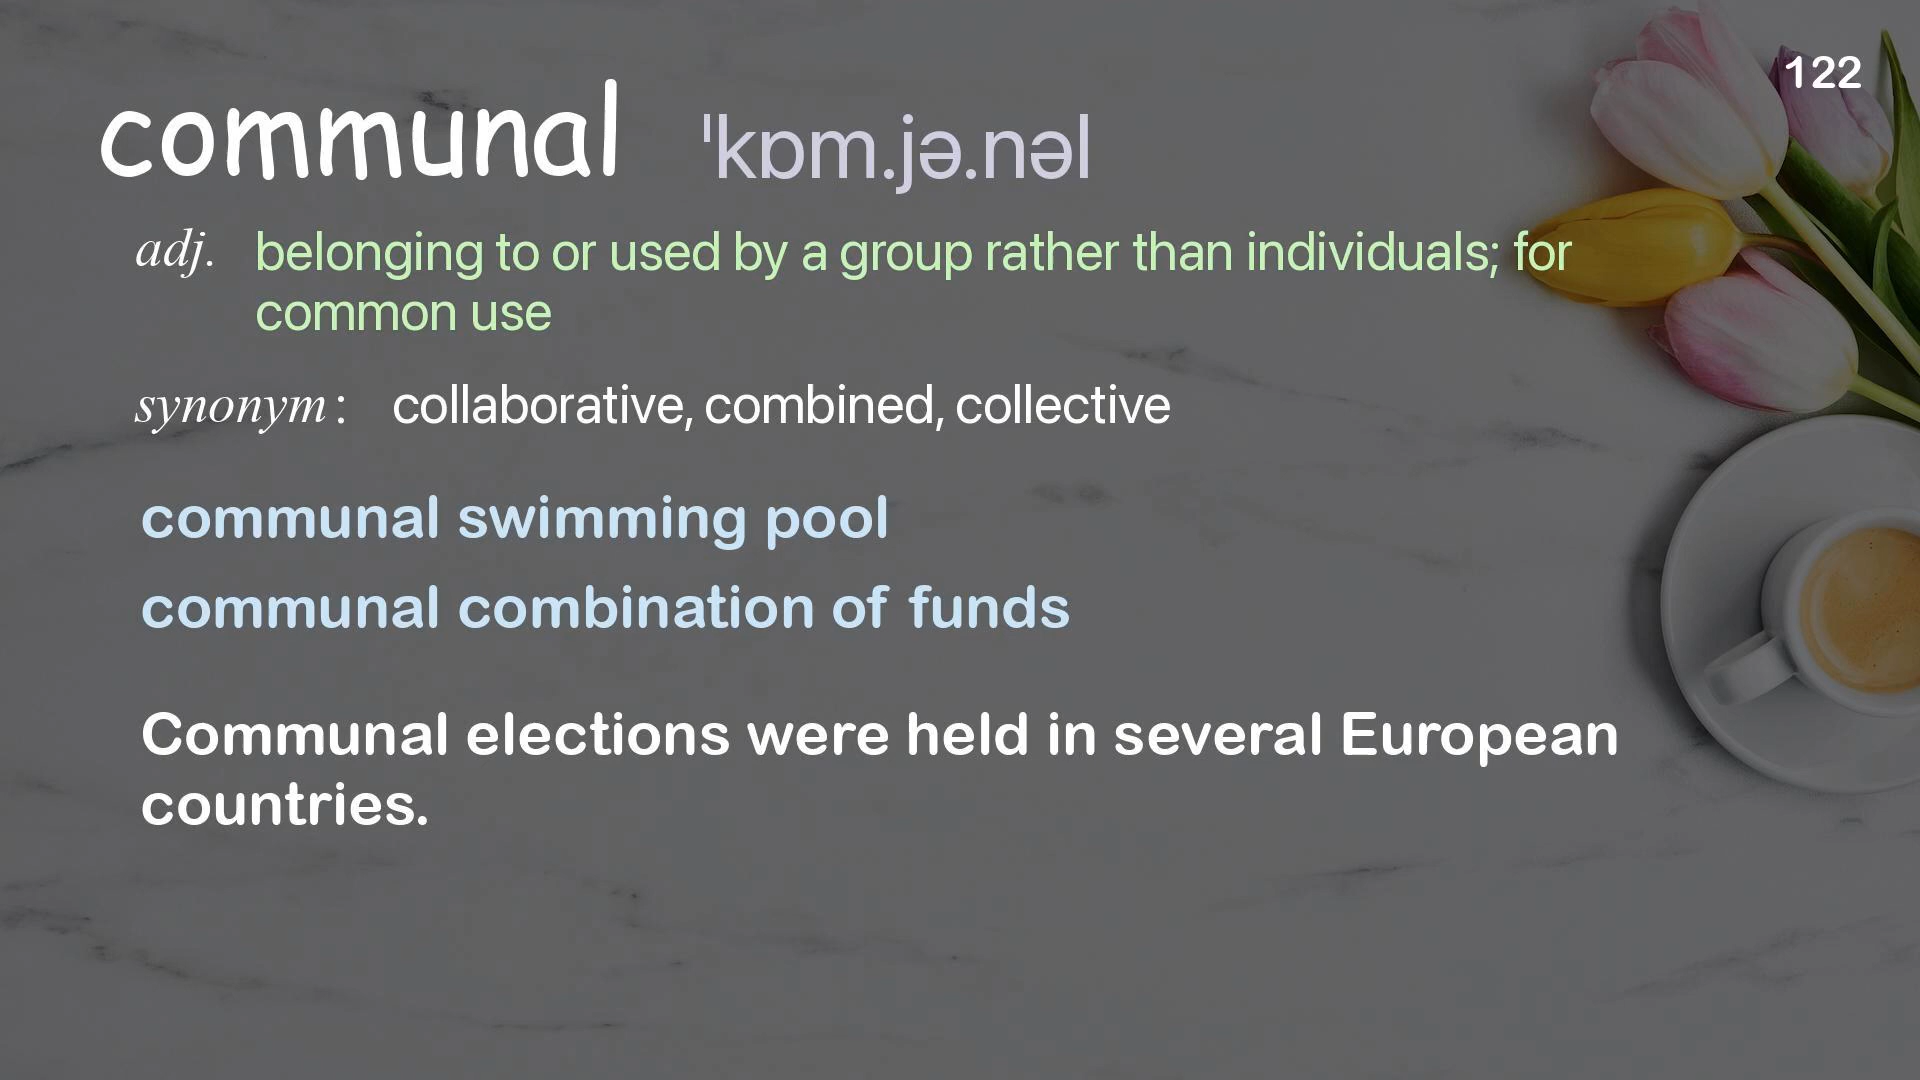 122
communal ˈkɒm.jə.nəl
adj. belonging to or used by a group rather than individuals; for
common use
synonym : collaborative, combined, collective
communal swimming pool
communal combination of funds
Communal elections were held in several European
countries.